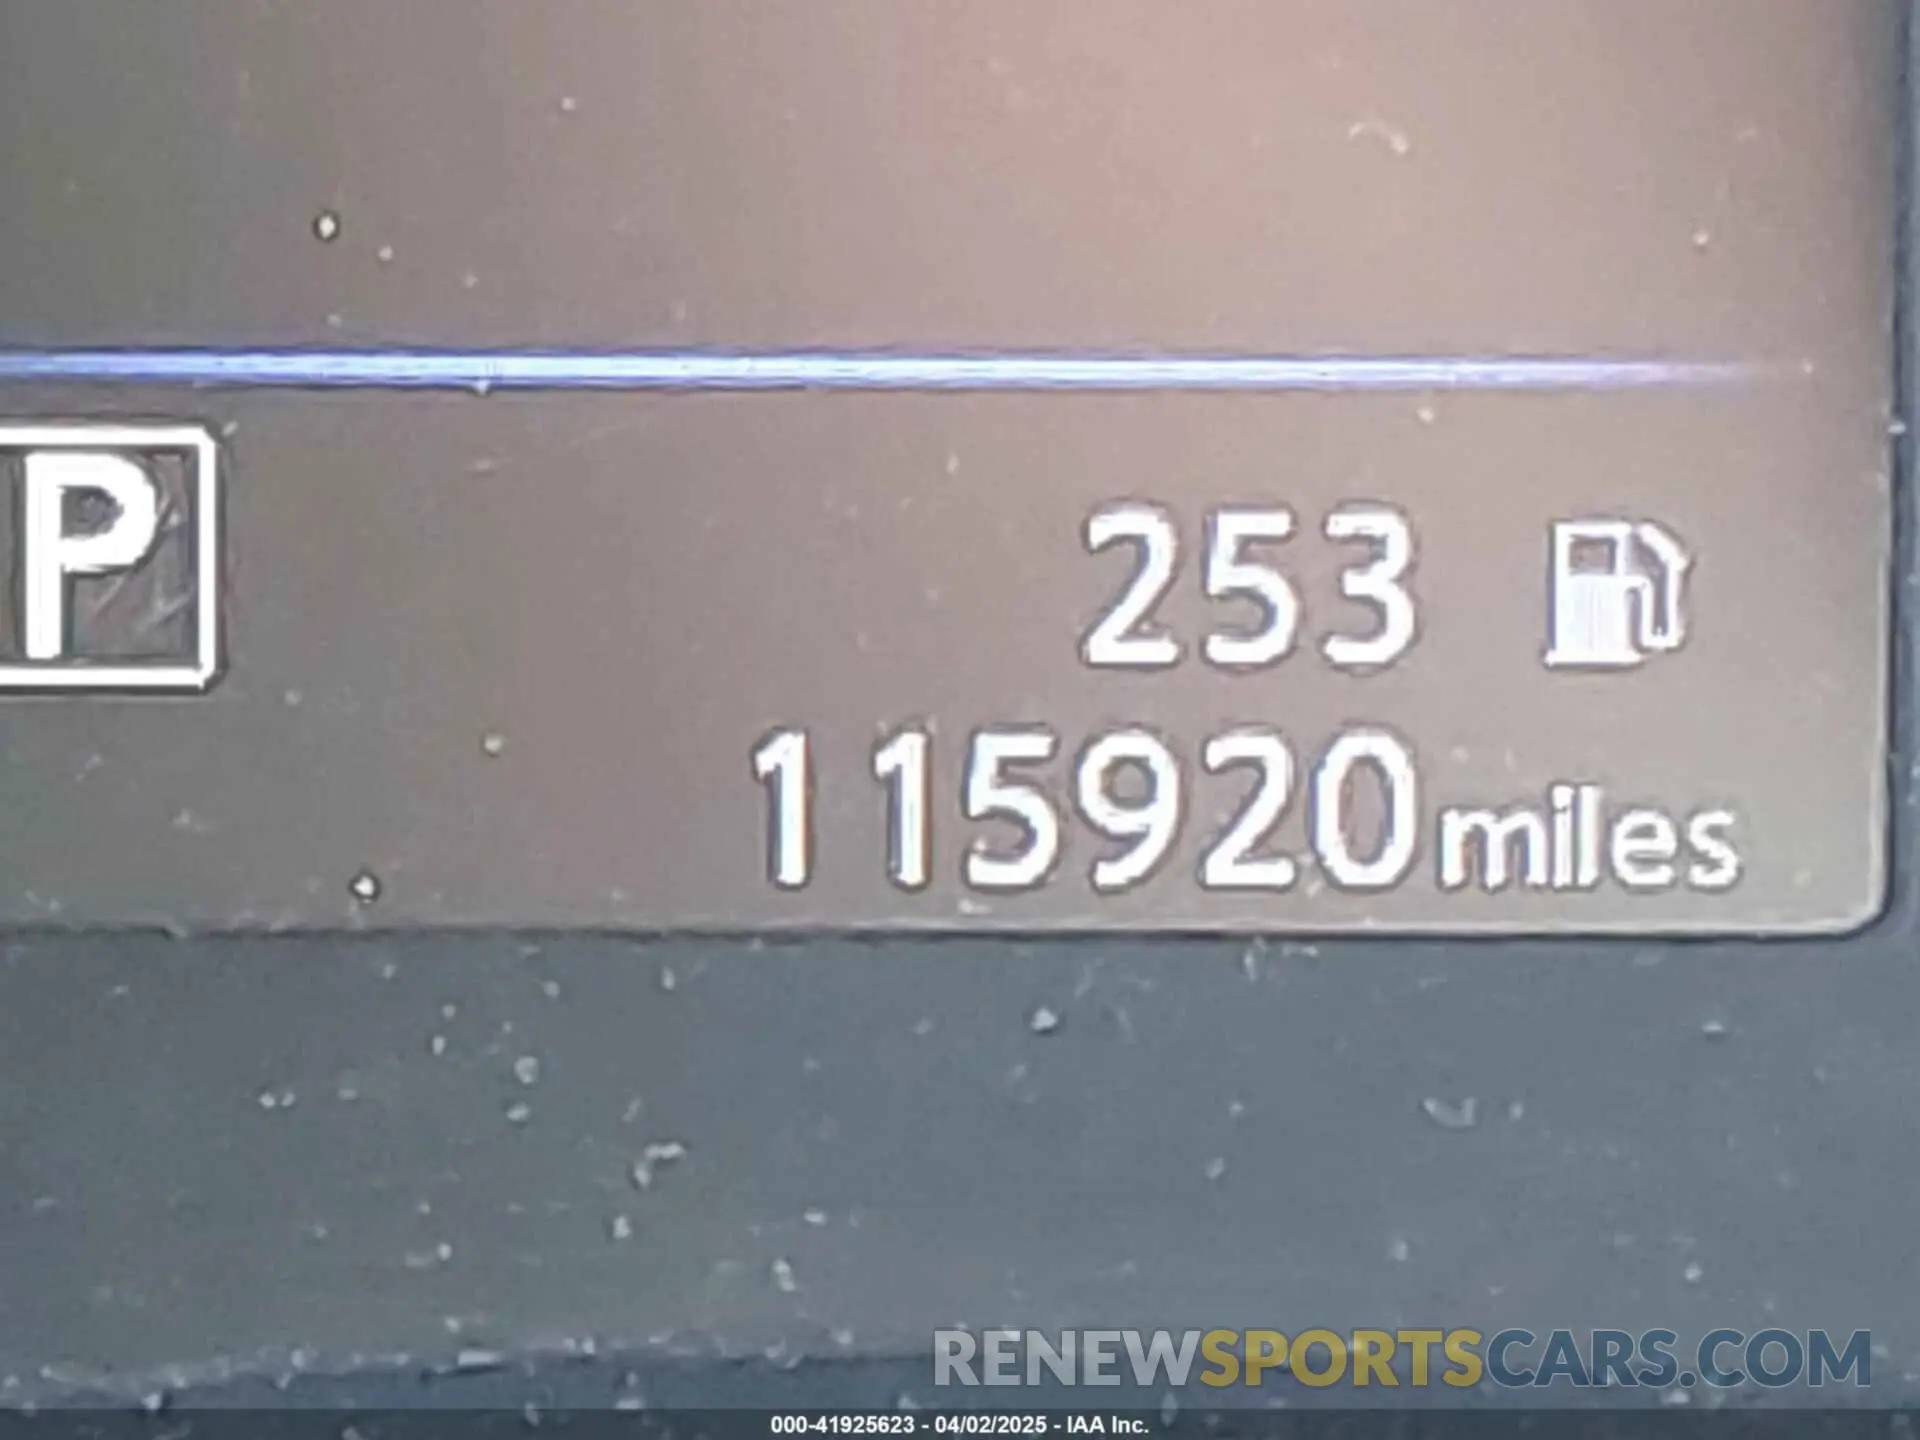 P
253
115920miles
RENEWSPORTSCARS.COM
000-41925623 - 04/02/2025 - IAA Inc.